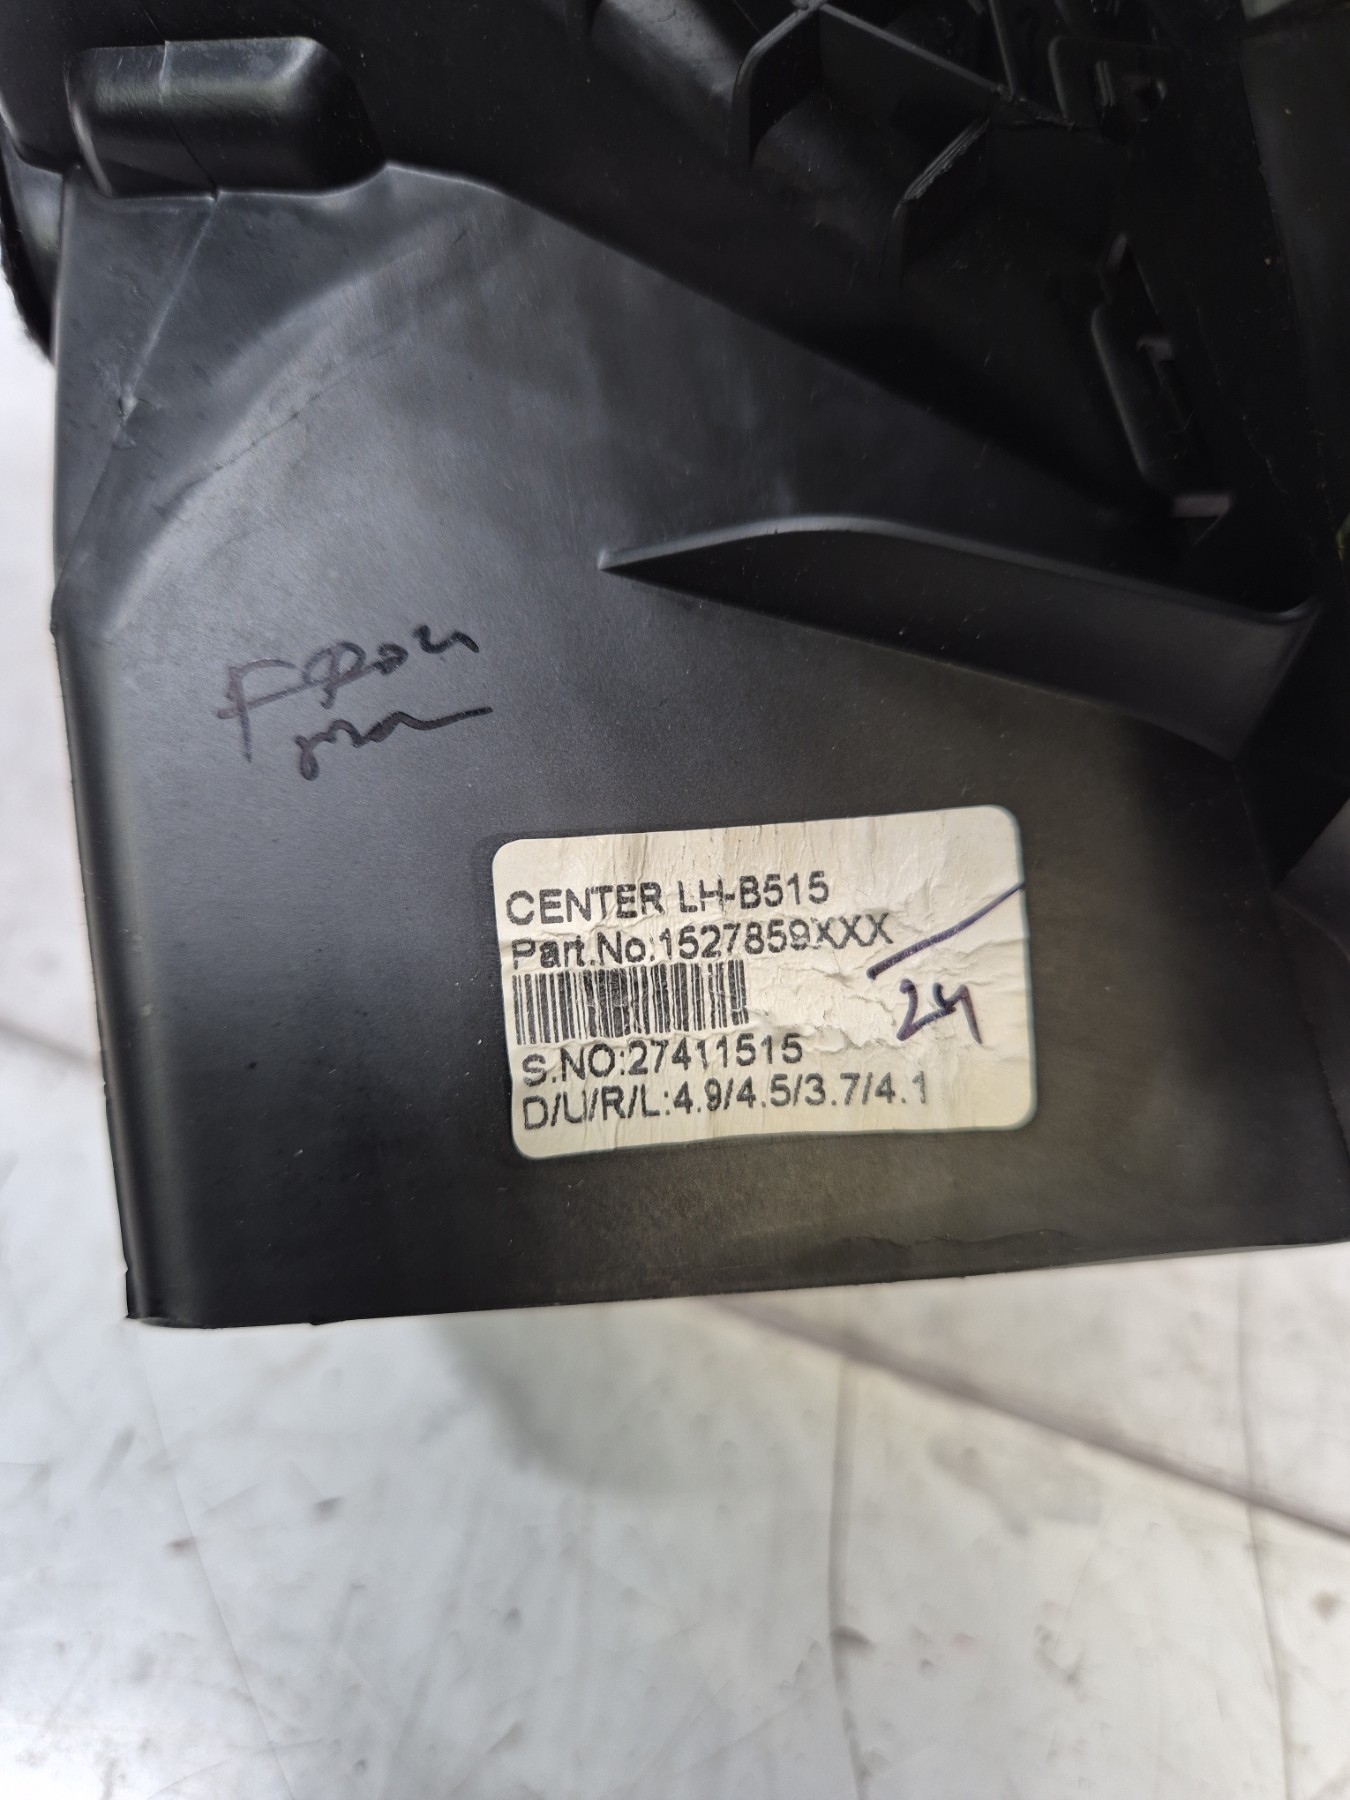 CENTER LH-B515
Part.No:1527859XXX
24
S.NO:27411515
D/U/R/L:4.9/4.5/3.7/4.1